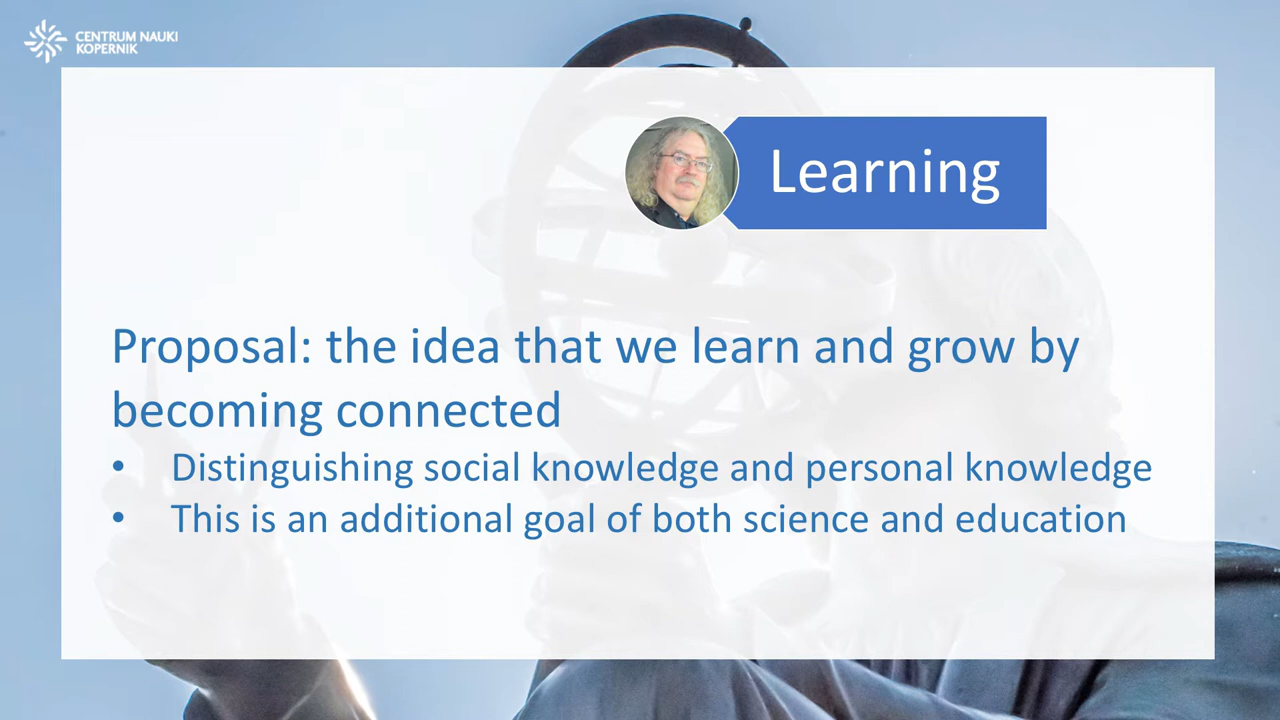 CENTRUM NAUKI
KOPERNIK
Learning
Proposal: the idea that we learn and grow by
becoming connected
• Distinguishing social knowledge and personal knowledge
• This is an additional goal of both science and education